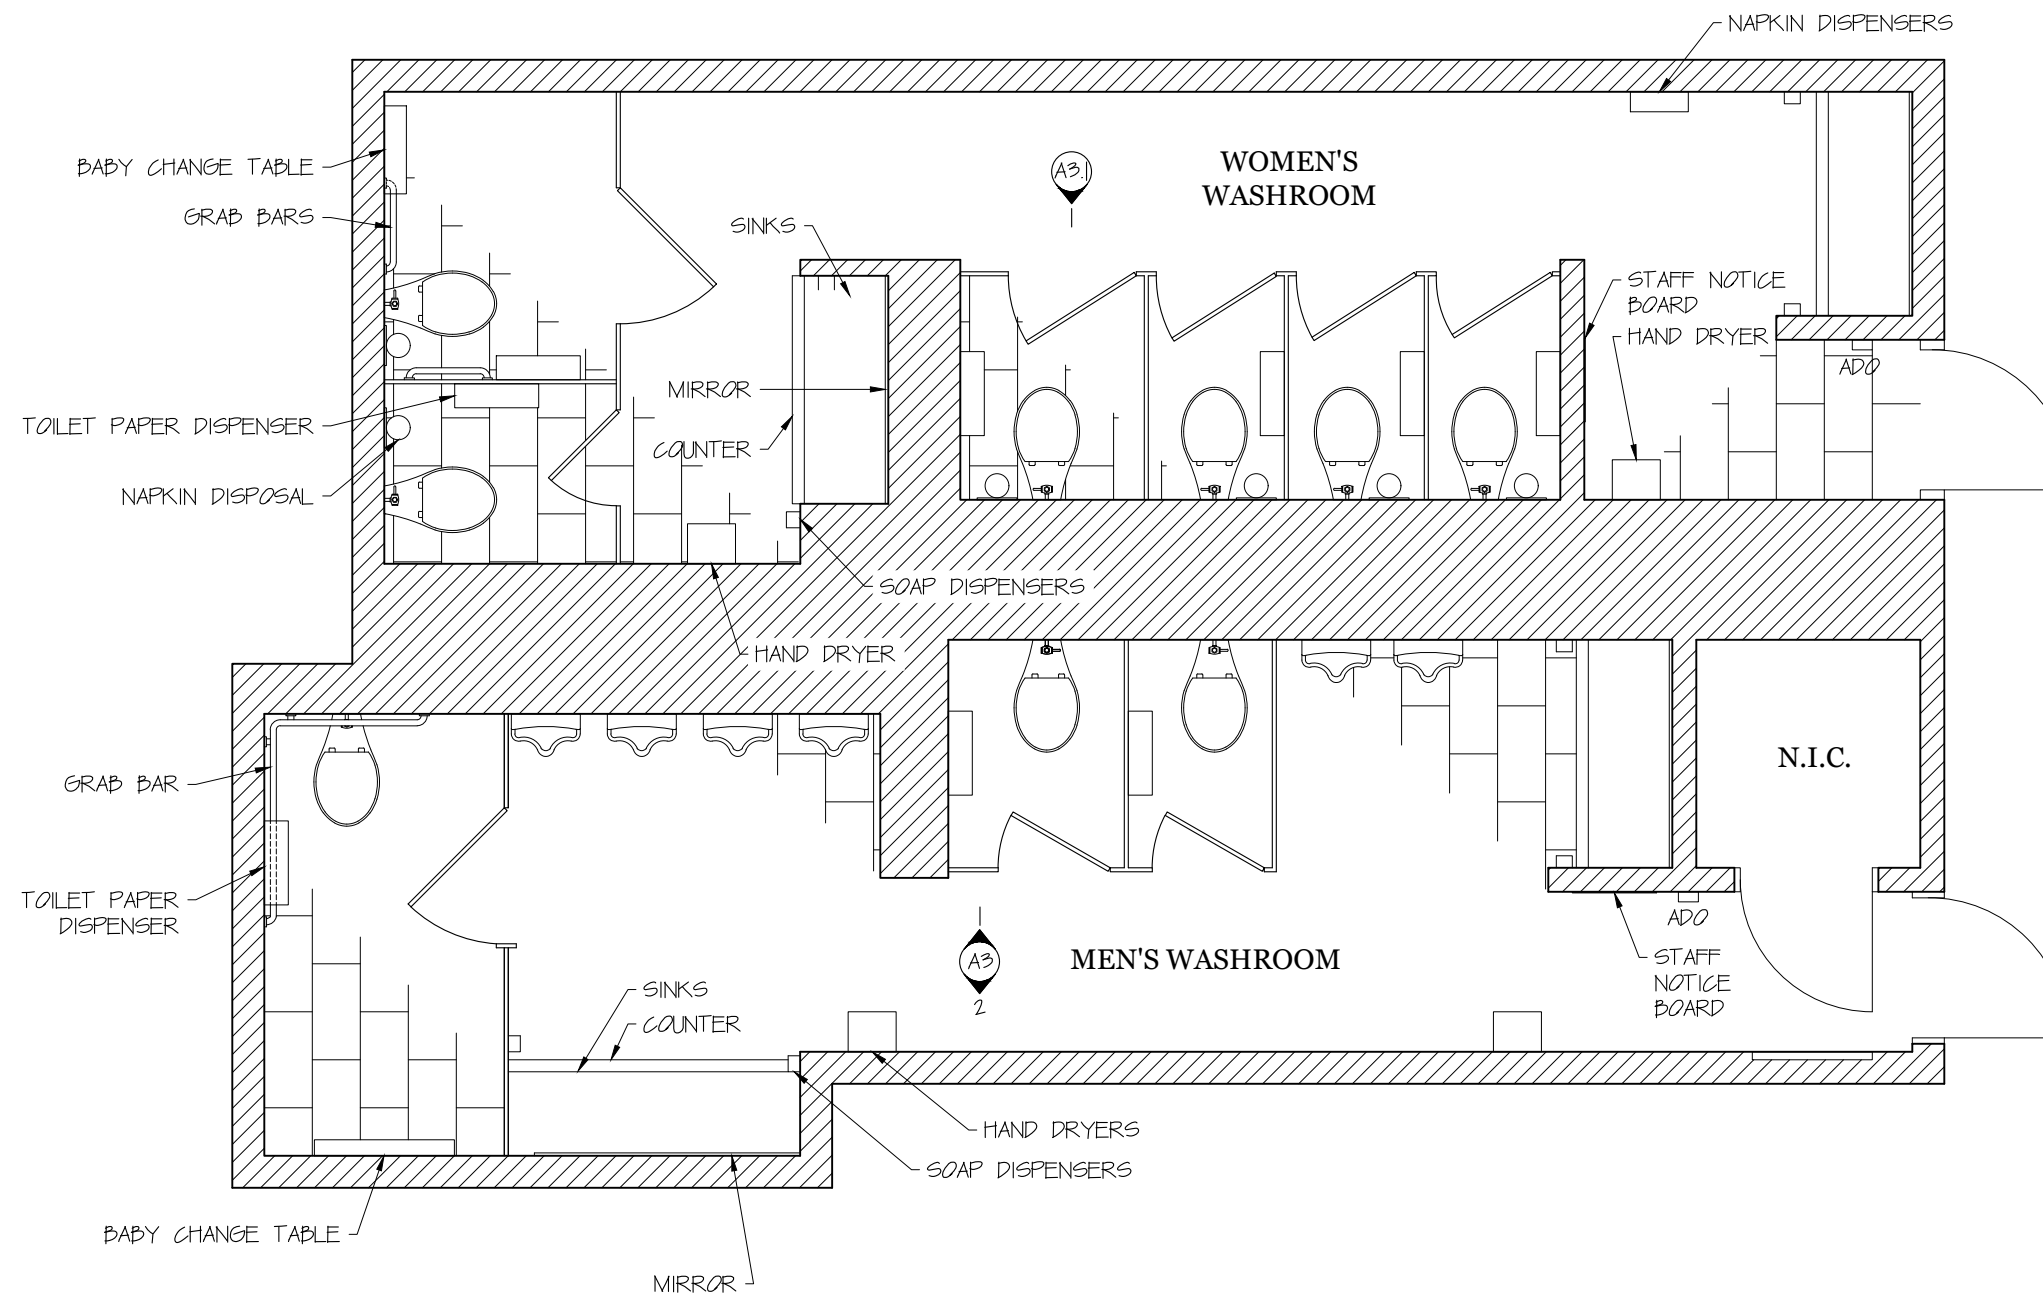 NAPKIN DISPENSERS
BABY CHANGE TABLE
A3.1
1
WOMEN'S
WASHROOM
GRAB BARS
SINKS
STAFF NOTICE
BOARD
HAND DRYER
ADO
MIRROR
TOILET PAPER DISPENSER
COUNTER
NAPKIN DISPOSAL
SOAP DISPENSERS
HAND DRYER
N.I.C.
GRAB BAR
TOILET PAPER
DISPENSER
ADO
A3
2
MEN'S WASHROOM
STAFF
NOTICE
BOARD
SINKS
COUNTER
HAND DRYERS
SOAP DISPENSERS
BABY CHANGE TABLE
MIRROR